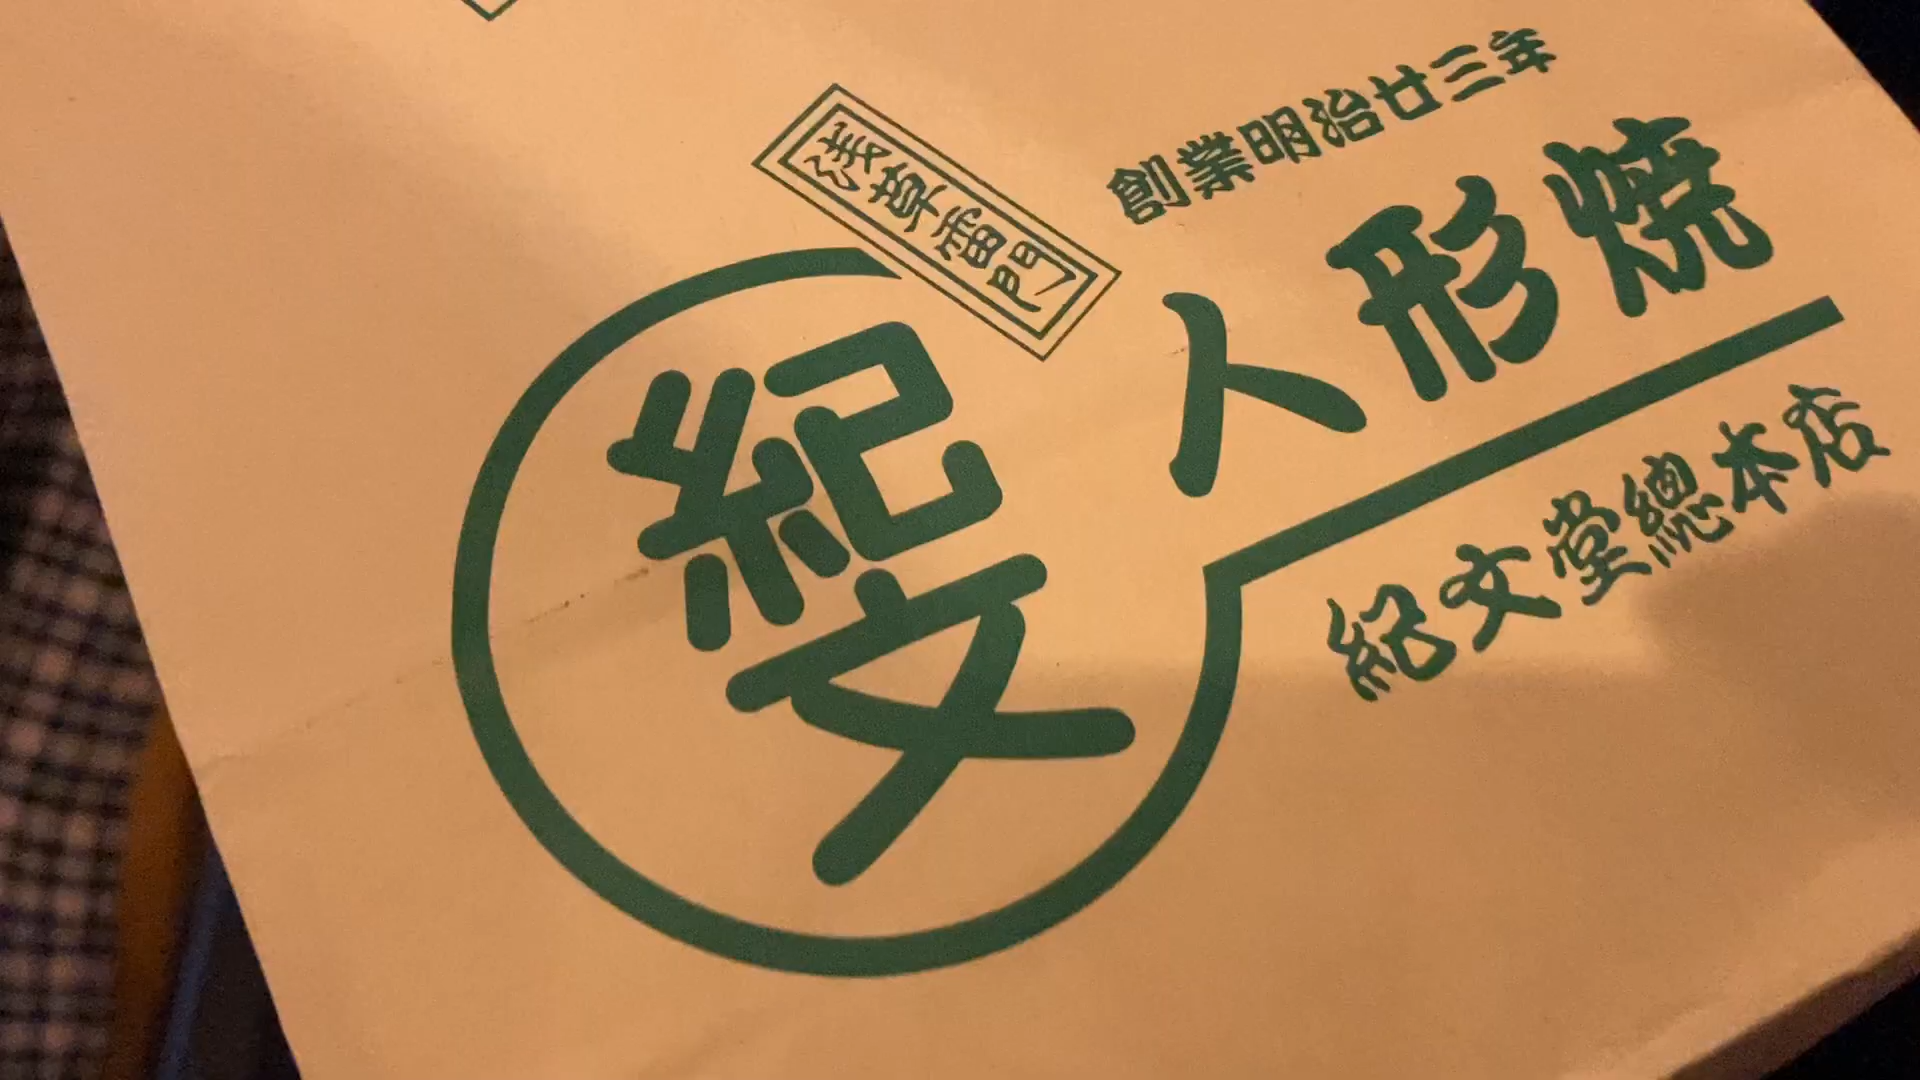 浅草雷門
創業明治廿三年
人形焼
紀文
紀文堂總本店